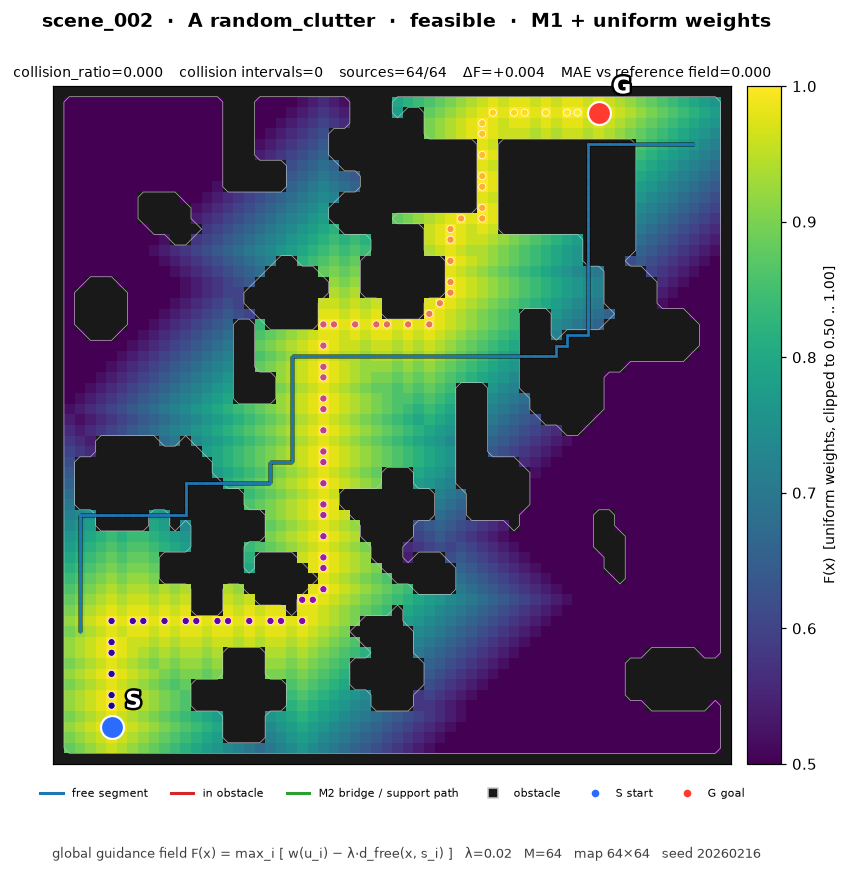 scene_002 · A random_clutter · feasible · M1 + uniform weights
collision_ratio=0.000 collision intervals=0 sources=64/64 ΔF=+0.004 MAE vs reference field=0.000
G
1.0
0.9
0.8
0.7
0.6
0.5
F(x) [uniform weights, clipped to 0.50 .. 1.00]
S
free segment in obstacle M2 bridge / support path obstacle S start G goal
global guidance field F(x) = max_i [ w(u_i) − λ·d_free(x, s_i) ] λ=0.02 M=64 map 64×64 seed 20260216